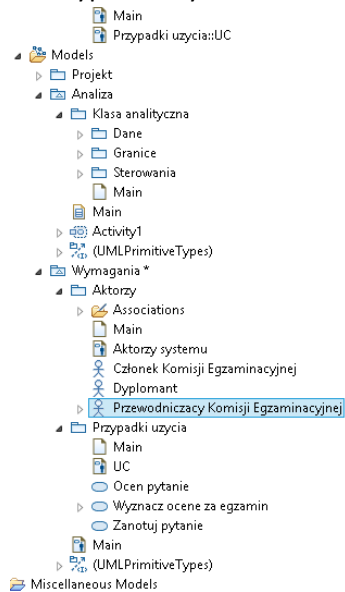 Main
Przypadki uzycia::UC
Models
Projekt
Analiza
Klasa analityczna
Dane
Granice
Sterowania
Main
Main
Activity1
(UMLPrimitiveTypes)
Wymagania *
Aktorzy
Associations
Main
Aktorzy systemu
Członek Komisji Egzaminacyjnej
Dyplomant
Przewodniczacy Komisji Egzaminacyjnej
Przypadki uzycia
Main
UC
Ocen pytanie
Wyznacz ocene za egzamin
Zanotuj pytanie
Main
(UMLPrimitiveTypes)
Miscellaneous Models